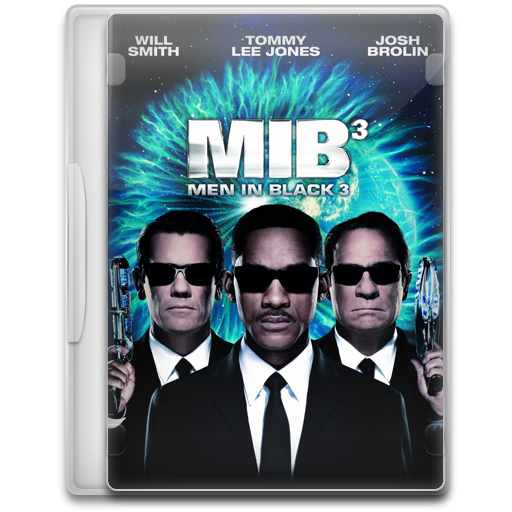 WILL SMITH
TOMMY LEE JONES
JOSH BROLIN
MIB³
MEN IN BLACK 3